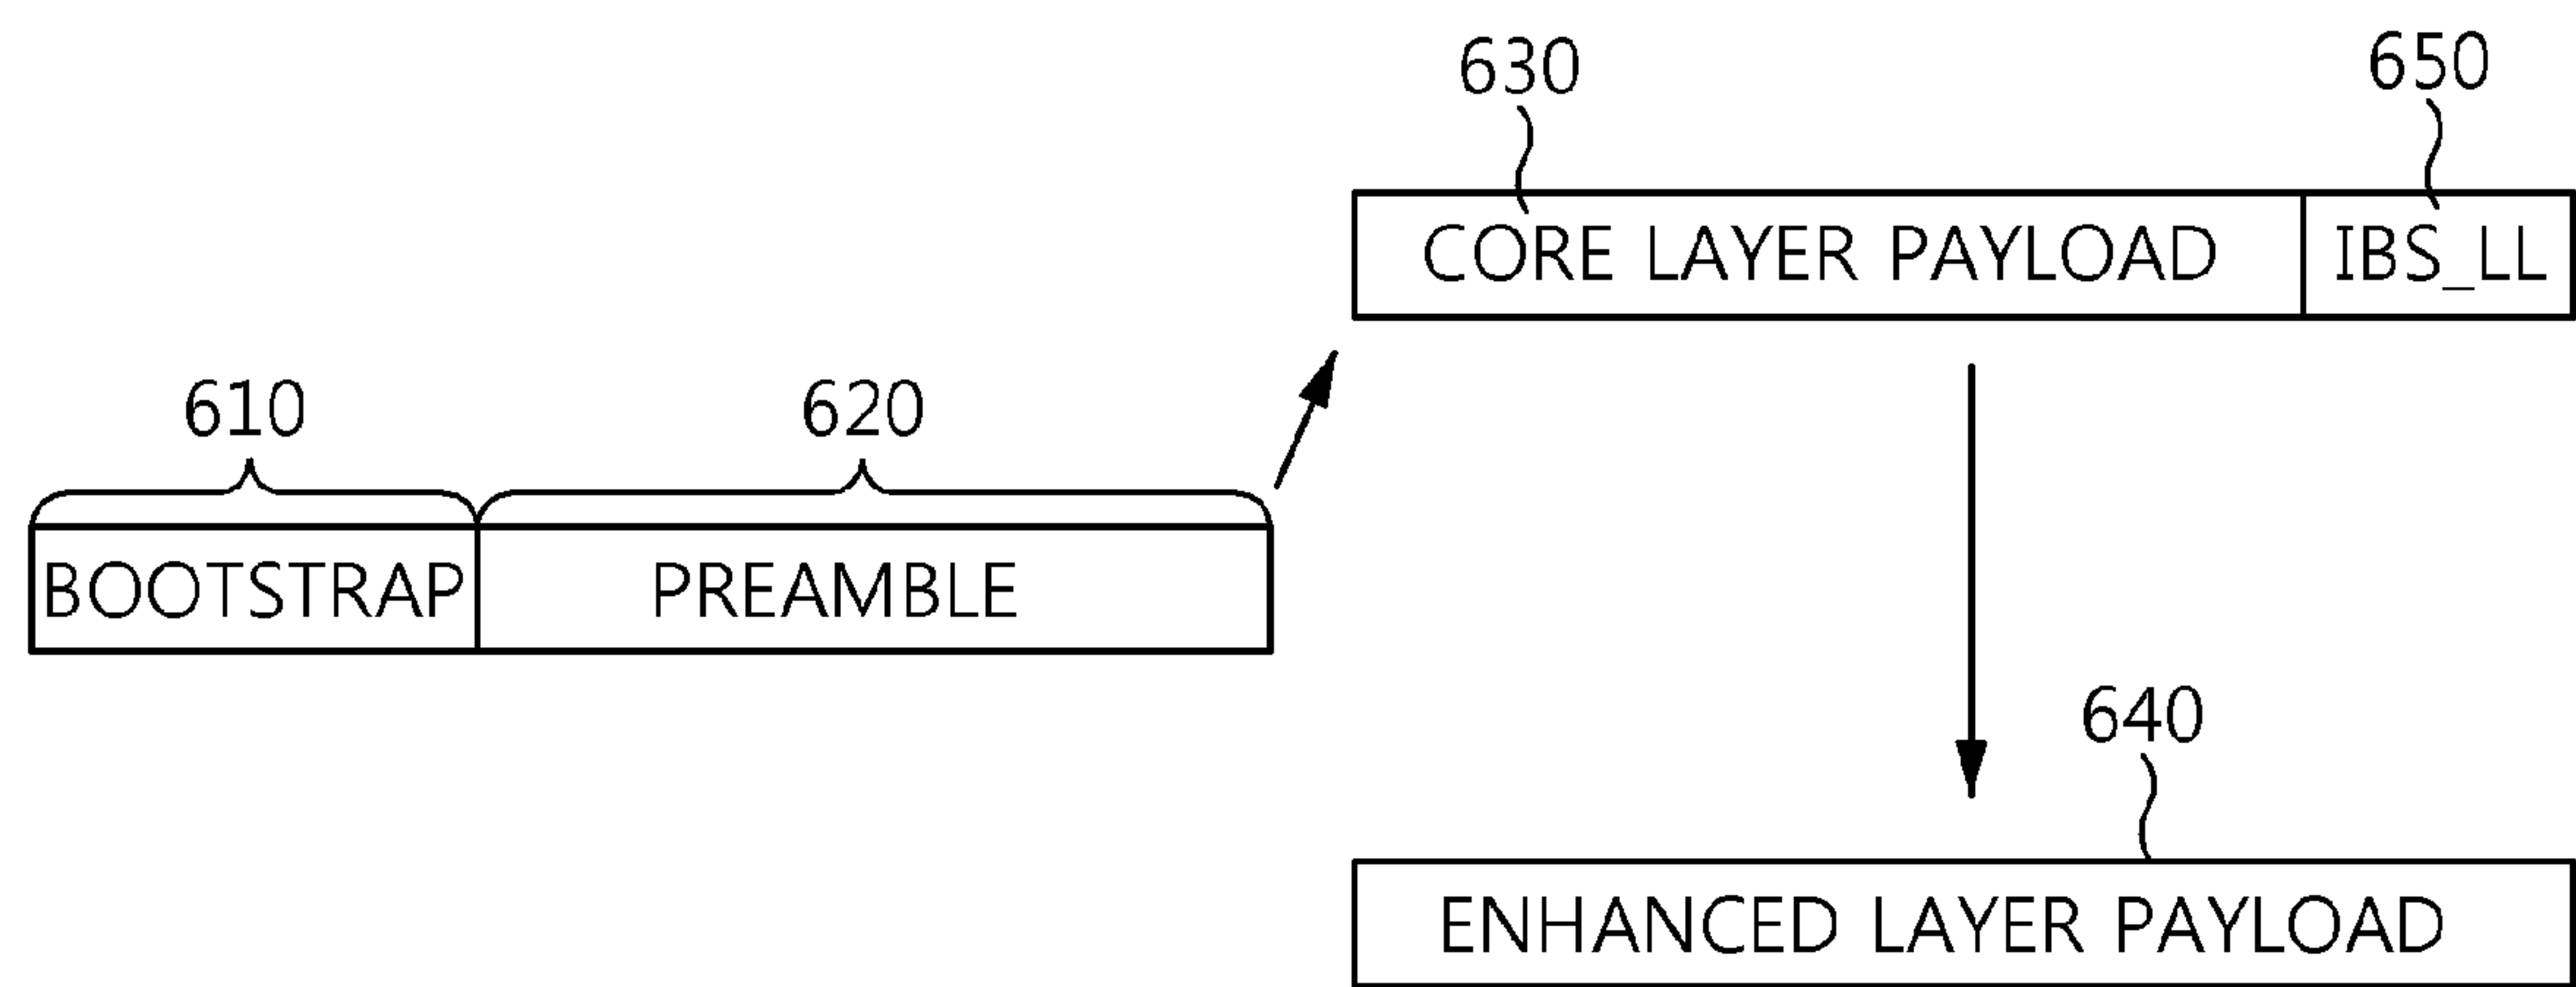 630 650
CORE LAYER PAYLOAD IBS_LL
610 620
BOOTSTRAP PREAMBLE
640
ENHANCED LAYER PAYLOAD